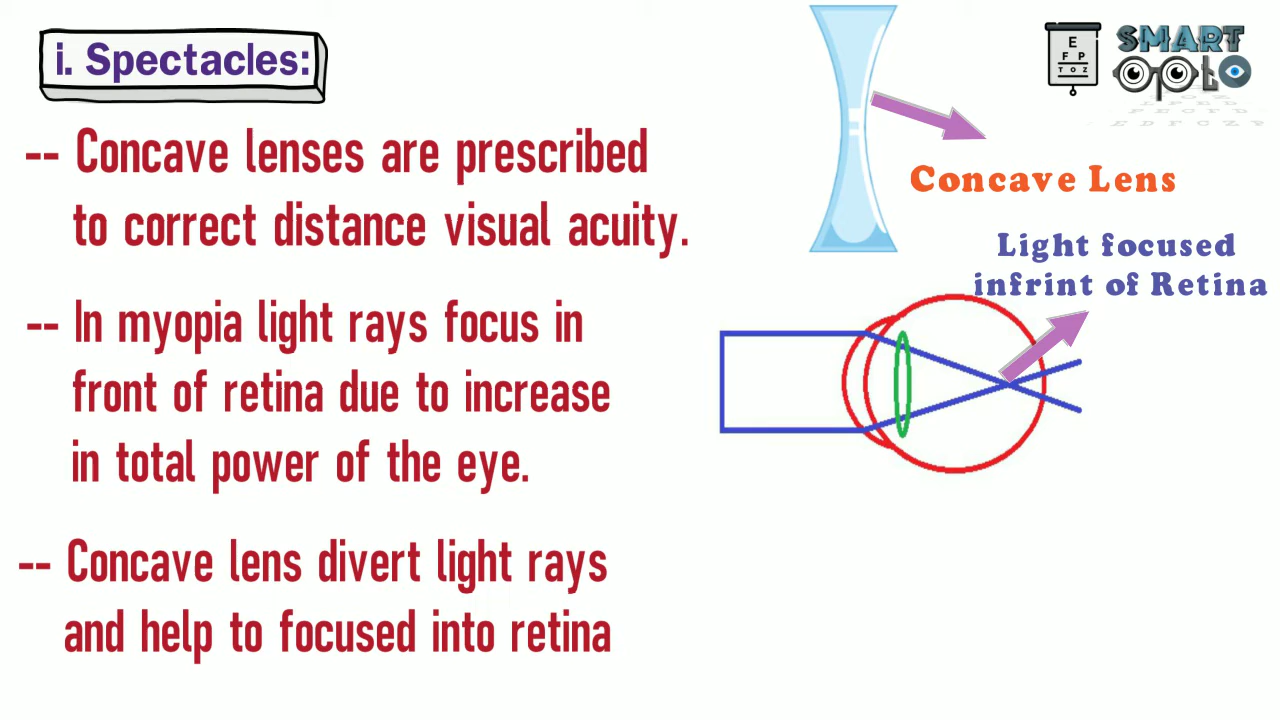 i. Spectacles:
-- Concave lenses are prescribed
to correct distance visual acuity.
-- In myopia light rays focus in
front of retina due to increase
in total power of the eye.
-- Concave lens divert light rays
and help to focused into retina
E
F P
T O Z
SMART
OPTO
Concave Lens
Light focused
infrint of Retina